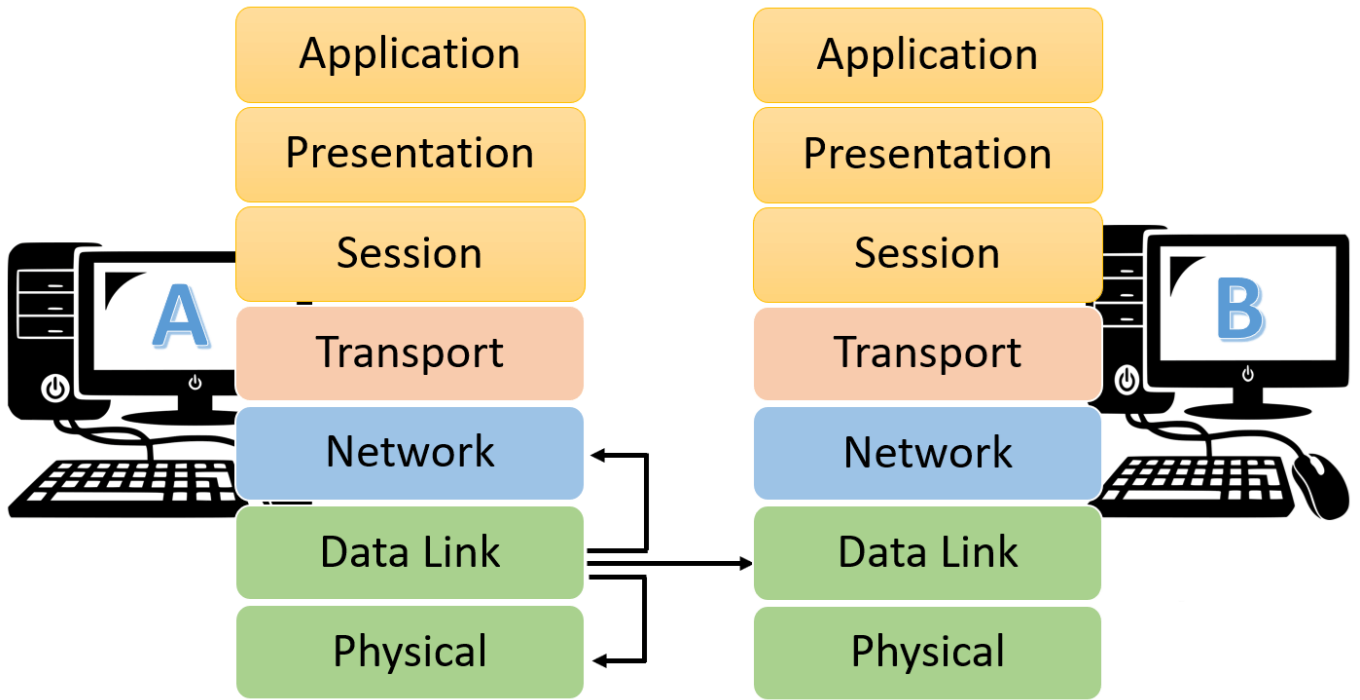 Application
Presentation
Session
Transport
Network
Data Link
Physical
A
Application
Presentation
Session
Transport
Network
Data Link
Physical
B